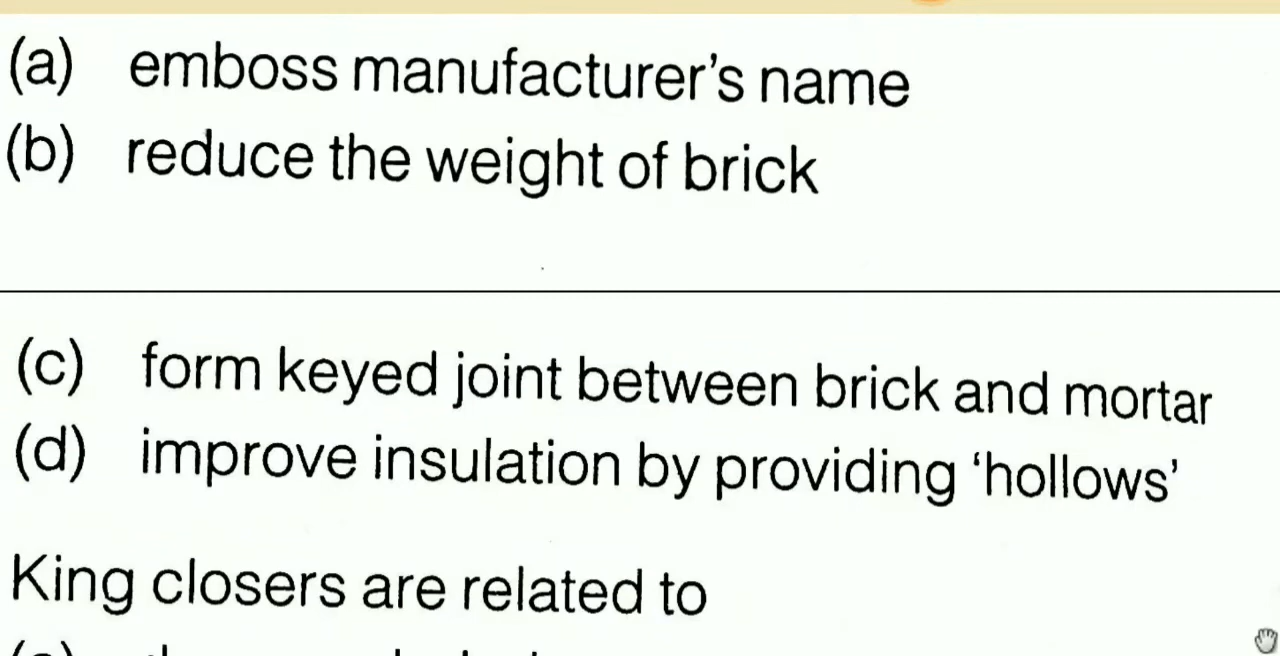 (a) emboss manufacturer's name
(b) reduce the weight of brick
(c) form keyed joint between brick and mortar
(d) improve insulation by providing 'hollows'
King closers are related to